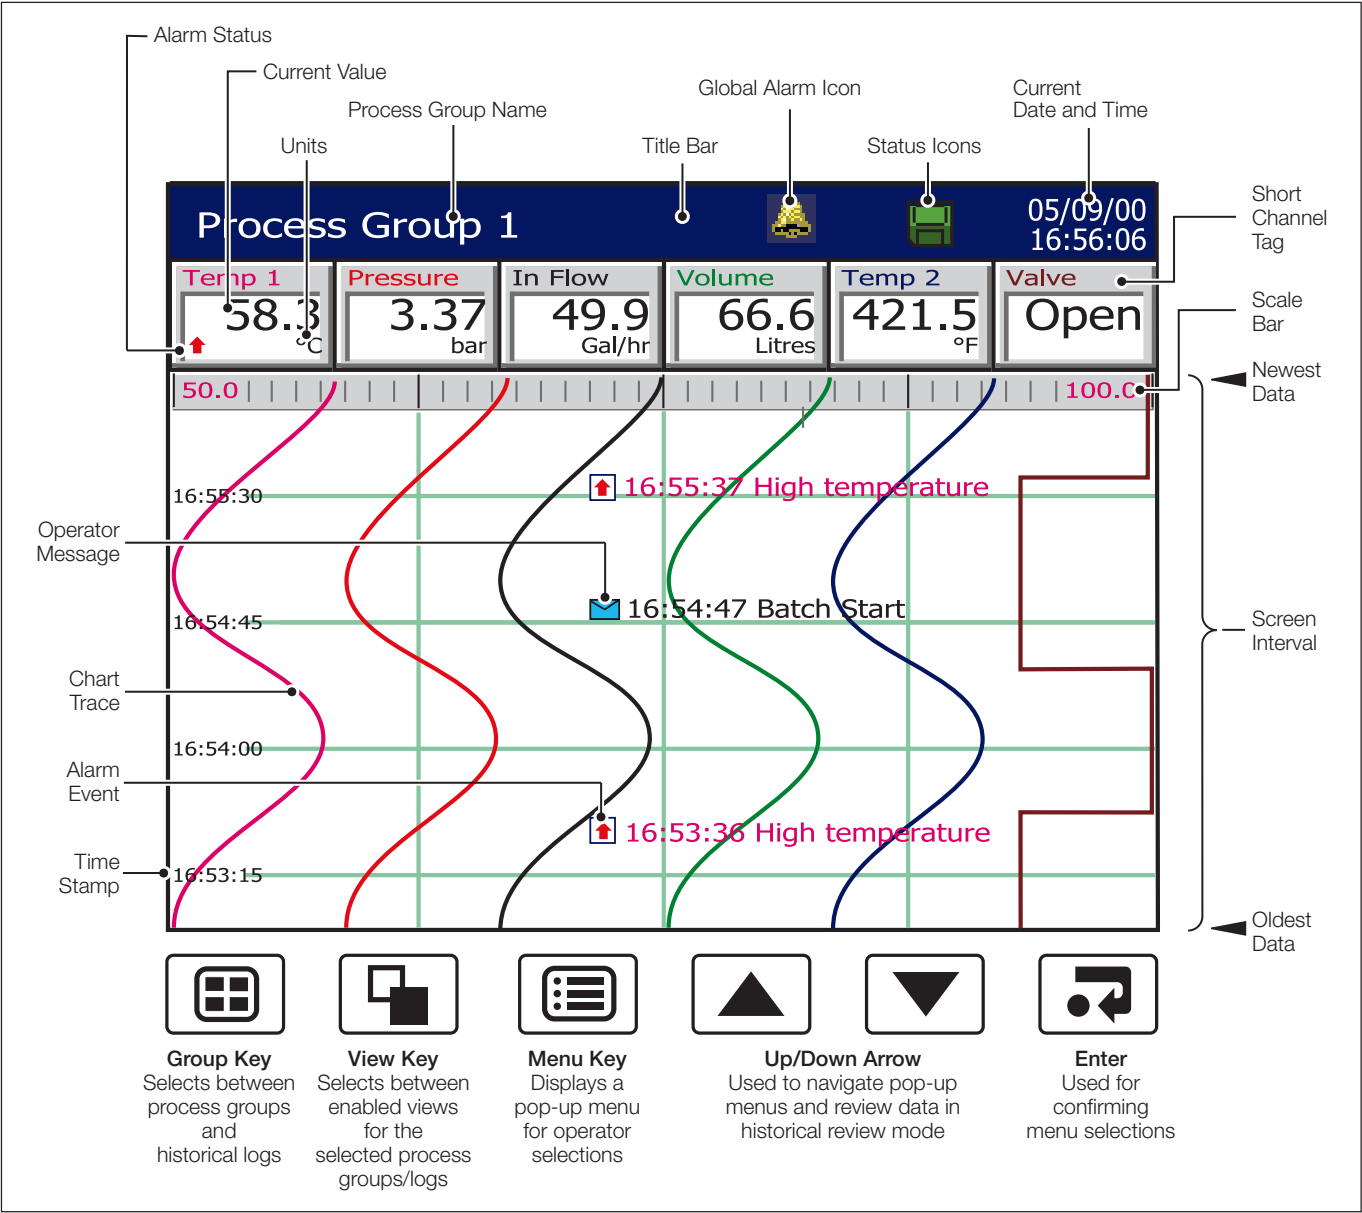 Alarm Status
Current Value
Process Group Name
Units
Global Alarm Icon
Title Bar
Status Icons
Current
Date and Time
Short
Channel
Tag
Scale
Bar
Newest
Data
Process Group 1
05/09/00
16:56:06
Temp 1
58.3
°C
Pressure
3.37
bar
In Flow
49.9
Gal/hr
Volume
66.6
Litres
Temp 2
421.5
°F
Valve
Open
50.0
100.0
16:55:30
16:55:37 High temperature
Operator
Message
16:54:47 Batch Start
16:54:45
Screen
Interval
Chart
Trace
16:54:00
Alarm
Event
16:53:36 High temperature
Time
Stamp
16:53:15
Oldest
Data
Group Key
Selects between
process groups
and
historical logs
View Key
Selects between
enabled views
for the
selected process
groups/logs
Menu Key
Displays a
pop-up menu
for operator
selections
Up/Down Arrow
Used to navigate pop-up
menus and review data in
historical review mode
Enter
Used for
confirming
menu selections